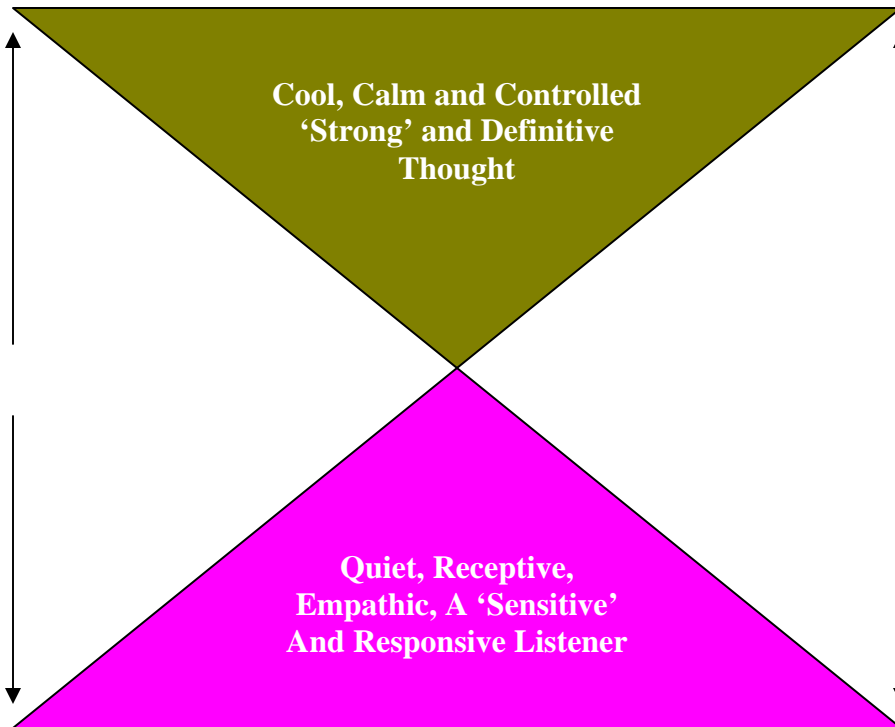 Cool, Calm and Controlled
‘Strong’ and Definitive
Thought
Quiet, Receptive,
Empathic, A ‘Sensitive’
And Responsive Listener